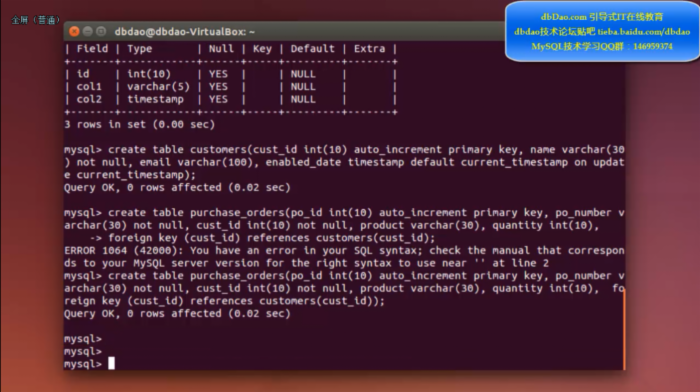 全屏（普通）
dbDao.com 引导式IT在线教育
dbdao技术论坛贴吧 tieba.baidu.com/dbdao
MySQL技术学习QQ群 : 146959374
dbdao@dbdao-VirtualBox: ~
| Field | Type | Null | Key | Default | Extra |
+-------+------------+------+-----+---------+-------+
| id | int(10) | YES | | NULL | |
| col1 | varchar(5) | YES | | NULL | |
| col2 | timestamp | YES | | NULL | |
+-------+------------+------+-----+---------+-------+
3 rows in set (0.00 sec)
mysql> create table customers(cust_id int(10) auto_increment primary key, name varchar(30
) not null, email varchar(100), enabled_date timestamp default current_timestamp on updat
e current_timestamp);
Query OK, 0 rows affected (0.02 sec)
mysql> create table purchase_orders(po_id int(10) auto_increment primary key, po_number v
archar(30) not null, cust_id int(10) not null, product varchar(30), quantity int(10),
-> foreign key (cust_id) references customers(cust_id);
ERROR 1064 (42000): You have an error in your SQL syntax; check the manual that correspon
ds to your MySQL server version for the right syntax to use near '' at line 2
mysql> create table purchase_orders(po_id int(10) auto_increment primary key, po_number v
archar(30) not null, cust_id int(10) not null, product varchar(30), quantity int(10), fo
reign key (cust_id) references customers(cust_id));
Query OK, 0 rows affected (0.02 sec)
mysql>
mysql>
mysql>